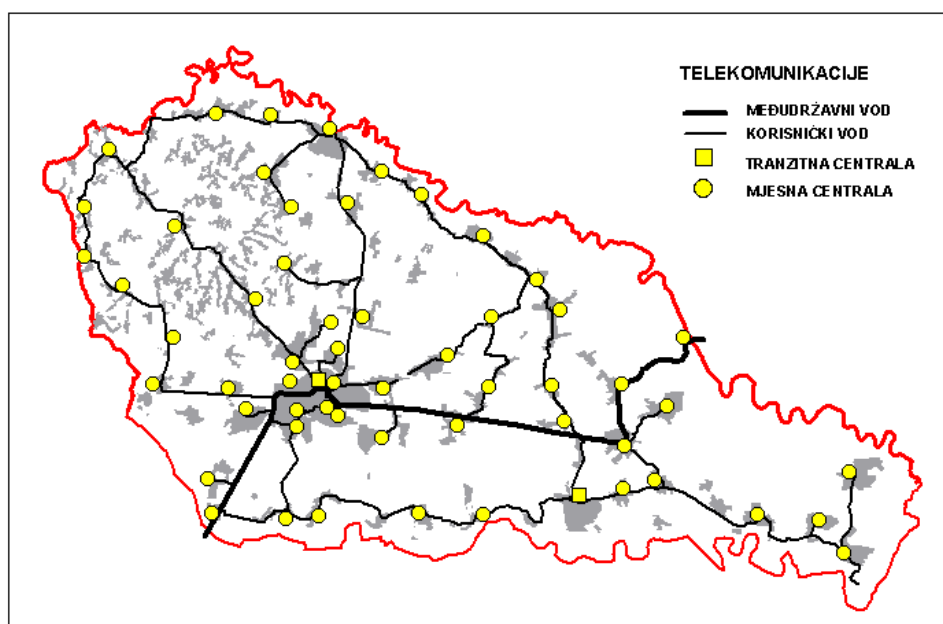 TELEKOMUNIKACIJE
MEĐUDRŽAVNI VOD
KORISNIČKI VOD
TRANZITNA CENTRALA
MJESNA CENTRALA